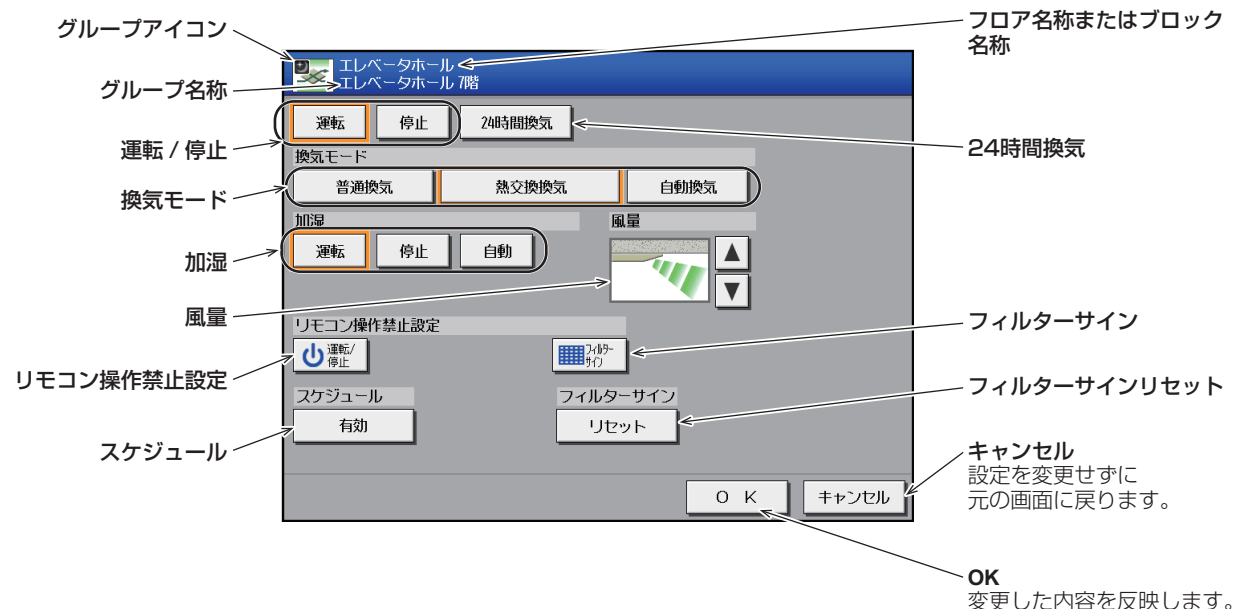 グループアイコン
フロア名称またはブロック
名称
エレベータホール
エレベータホール 7階
グループ名称
運転 停止 24時間換気
運転 / 停止
24時間換気
換気モード
普通換気 熱交換換気 自動換気
換気モード
加湿 風量
運転 停止 自動
加湿
風量
リモコン操作禁止設定
フィルターサイン
運転/
停止
フィルター
サイン
リモコン操作禁止設定
スケジュール フィルターサイン
フィルターサインリセット
有効 リセット
スケジュール
キャンセル
設定を変更せずに
元の画面に戻ります。
O K キャンセル
OK
変更した内容を反映します。